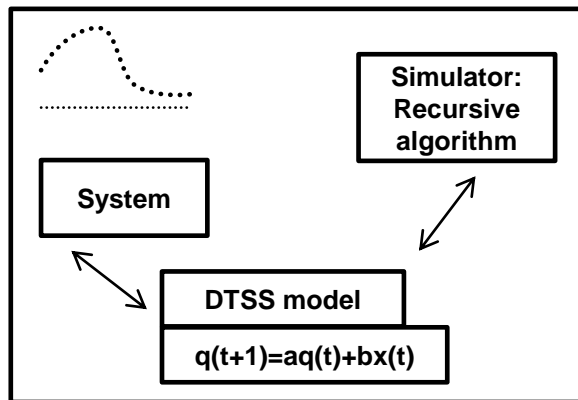 Simulator:
Recursive
algorithm
System
DTSS model
q(t+1)=aq(t)+bx(t)